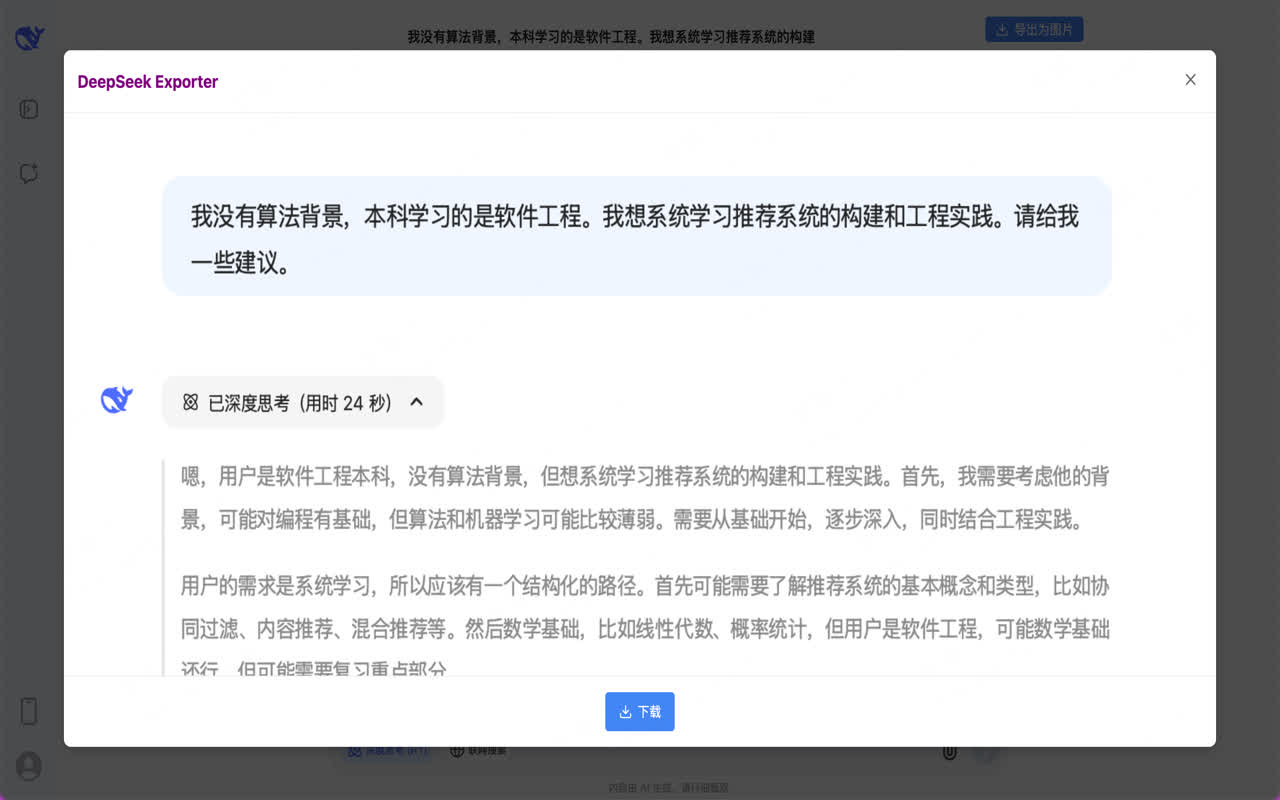 我没有算法背景，本科学习的是软件工程。我想系统学习推荐系统的构建
导出为图片
DeepSeek Exporter
我没有算法背景，本科学习的是软件工程。我想系统学习推荐系统的构建和工程实践。请给我
一些建议。
已深度思考（用时 24 秒）
嗯，用户是软件工程本科，没有算法背景，但想系统学习推荐系统的构建和工程实践。首先，我需要考虑他的背
景，可能对编程有基础，但算法和机器学习可能比较薄弱。需要从基础开始，逐步深入，同时结合工程实践。
用户的需求是系统学习，所以应该有一个结构化的路径。首先可能需要了解推荐系统的基本概念和类型，比如协
同过滤、内容推荐、混合推荐等。然后数学基础，比如线性代数、概率统计，但用户是软件工程，可能数学基础
还行，但可能需要复习重点部分
下载
深度思考 (R1)
联网搜索
内容由 AI 生成，请仔细甄别